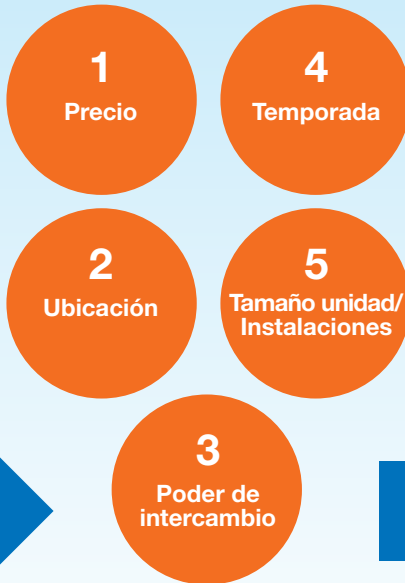 1
Precio
2
Ubicación
3
Poder de
intercambio
4
Temporada
5
Tamaño unidad/
Instalaciones